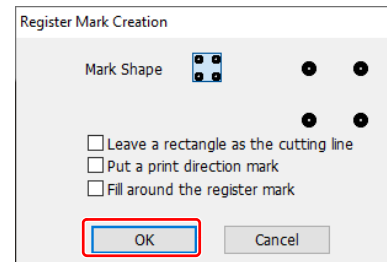 Register Mark Creation
Mark Shape
Leave a rectangle as the cutting line
Put a print direction mark
Fill around the register mark
OK
Cancel